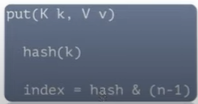 put(K k, V v)
hash(k)
index = hash & (n-1)